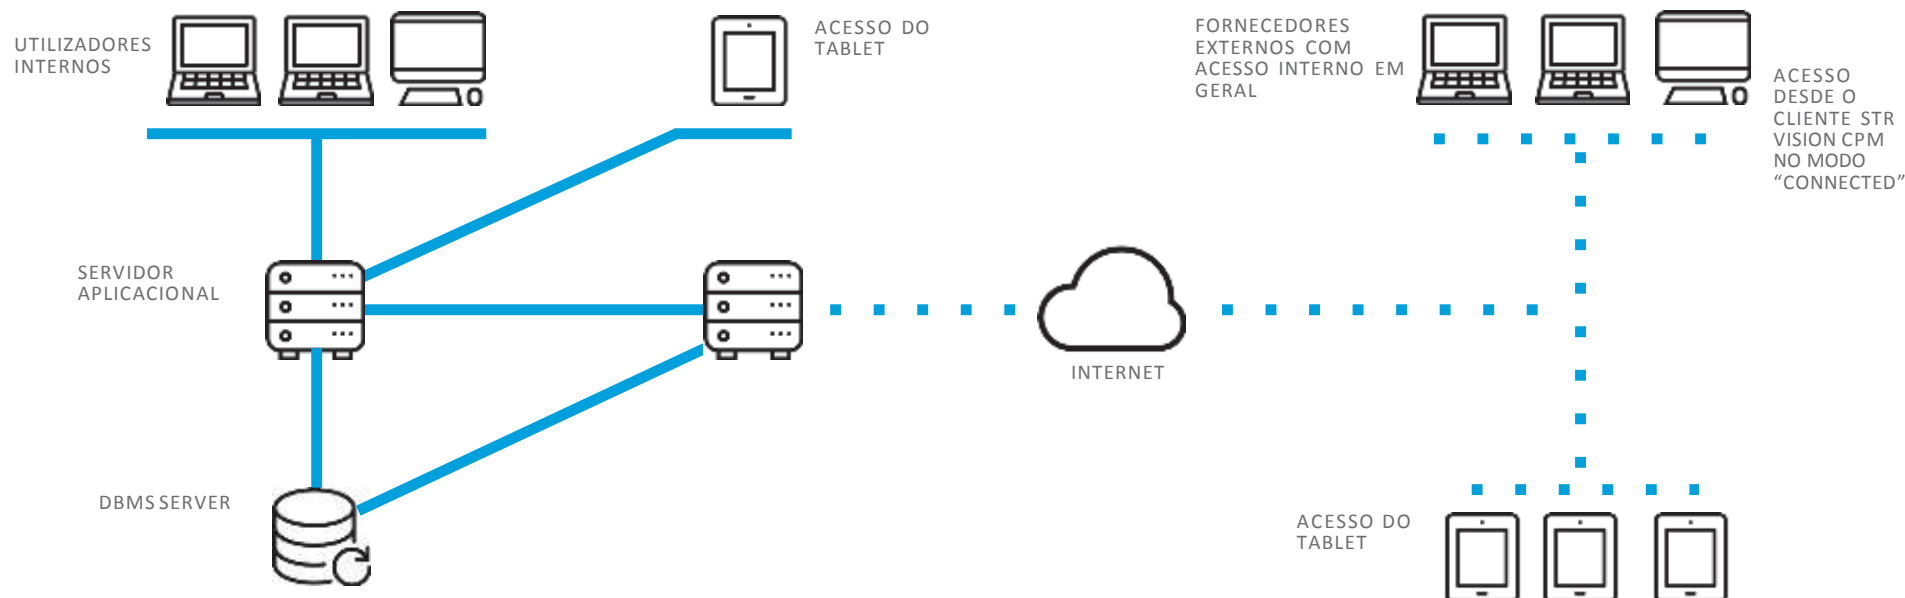 UTILIZADORES
INTERNOS
ACESSO DO
TABLET
FORNECEDORES
EXTERNOS COM
ACESSO INTERNO EM
GERAL
ACESSO
DESDE O
CLIENTE STR
VISION CPM
NO MODO
“CONNECTED”
SERVIDOR
APLICACIONAL
INTERNET
DBMS SERVER
ACESSO DO
TABLET